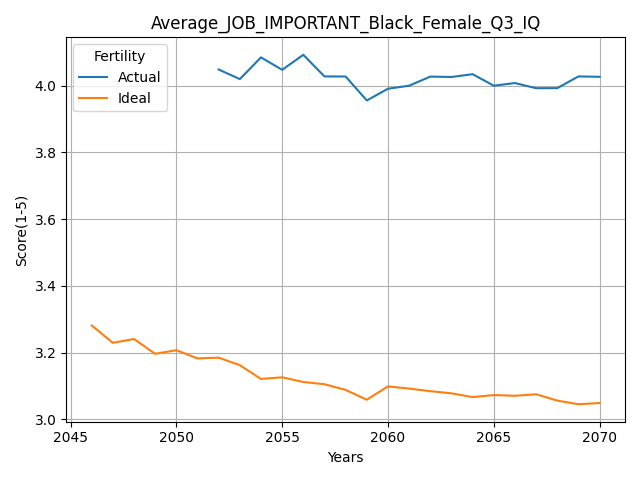 Average_JOB_IMPORTANT_Black_Female_Q3_IQ
Fertility
Actual
Ideal
Score(1-5)
4.0
3.8
3.6
3.4
3.2
3.0
2045 2050 2055 2060 2065 2070
Years